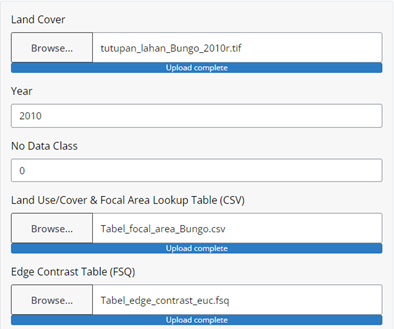 Land Cover
Browse... tutupan_lahan_Bungo_2010r.tif
Upload complete
Year
2010
No Data Class
0
Land Use/Cover & Focal Area Lookup Table (CSV)
Browse... Tabel_focal_area_Bungo.csv
Upload complete
Edge Contrast Table (FSQ)
Browse... Tabel_edge_contrast_euc.fsq
Upload complete